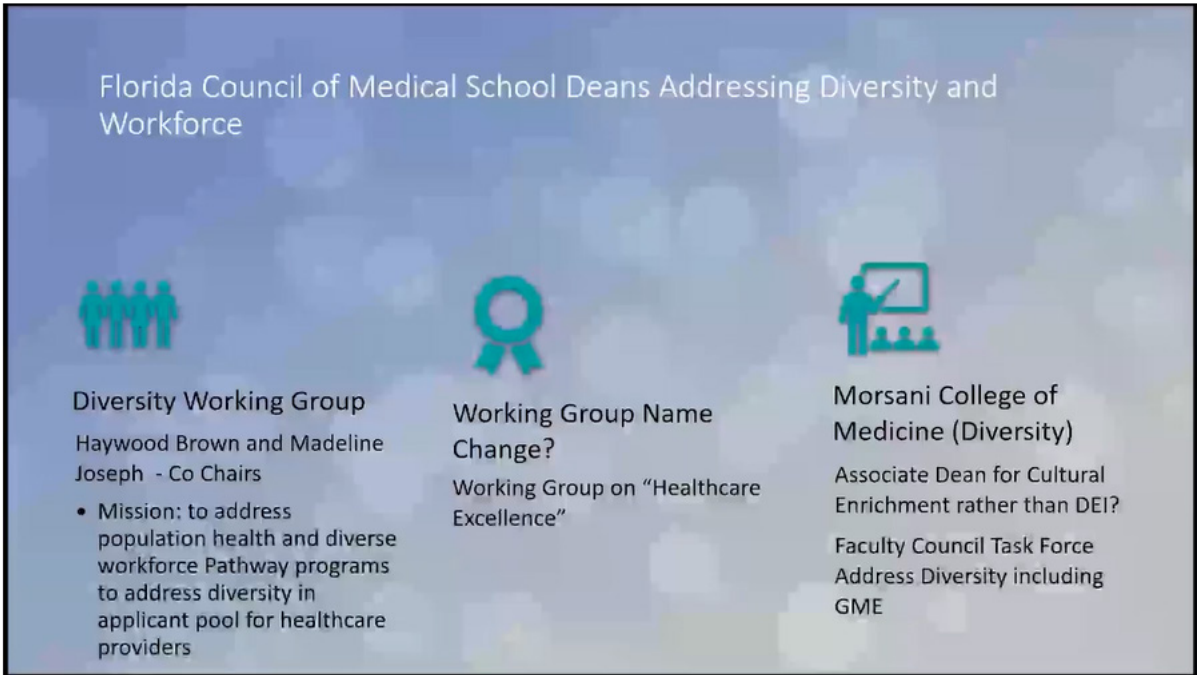 Florida Council of Medical School Deans Addressing Diversity and
Workforce
Diversity Working Group
Haywood Brown and Madeline
Joseph  - Co Chairs
• Mission: to address
population health and diverse
workforce Pathway programs
to address diversity in
applicant pool for healthcare
providers
Working Group Name
Change?
Working Group on “Healthcare
Excellence”
Morsani College of
Medicine (Diversity)
Associate Dean for Cultural
Enrichment rather than DEI?
Faculty Council Task Force
Address Diversity including
GME